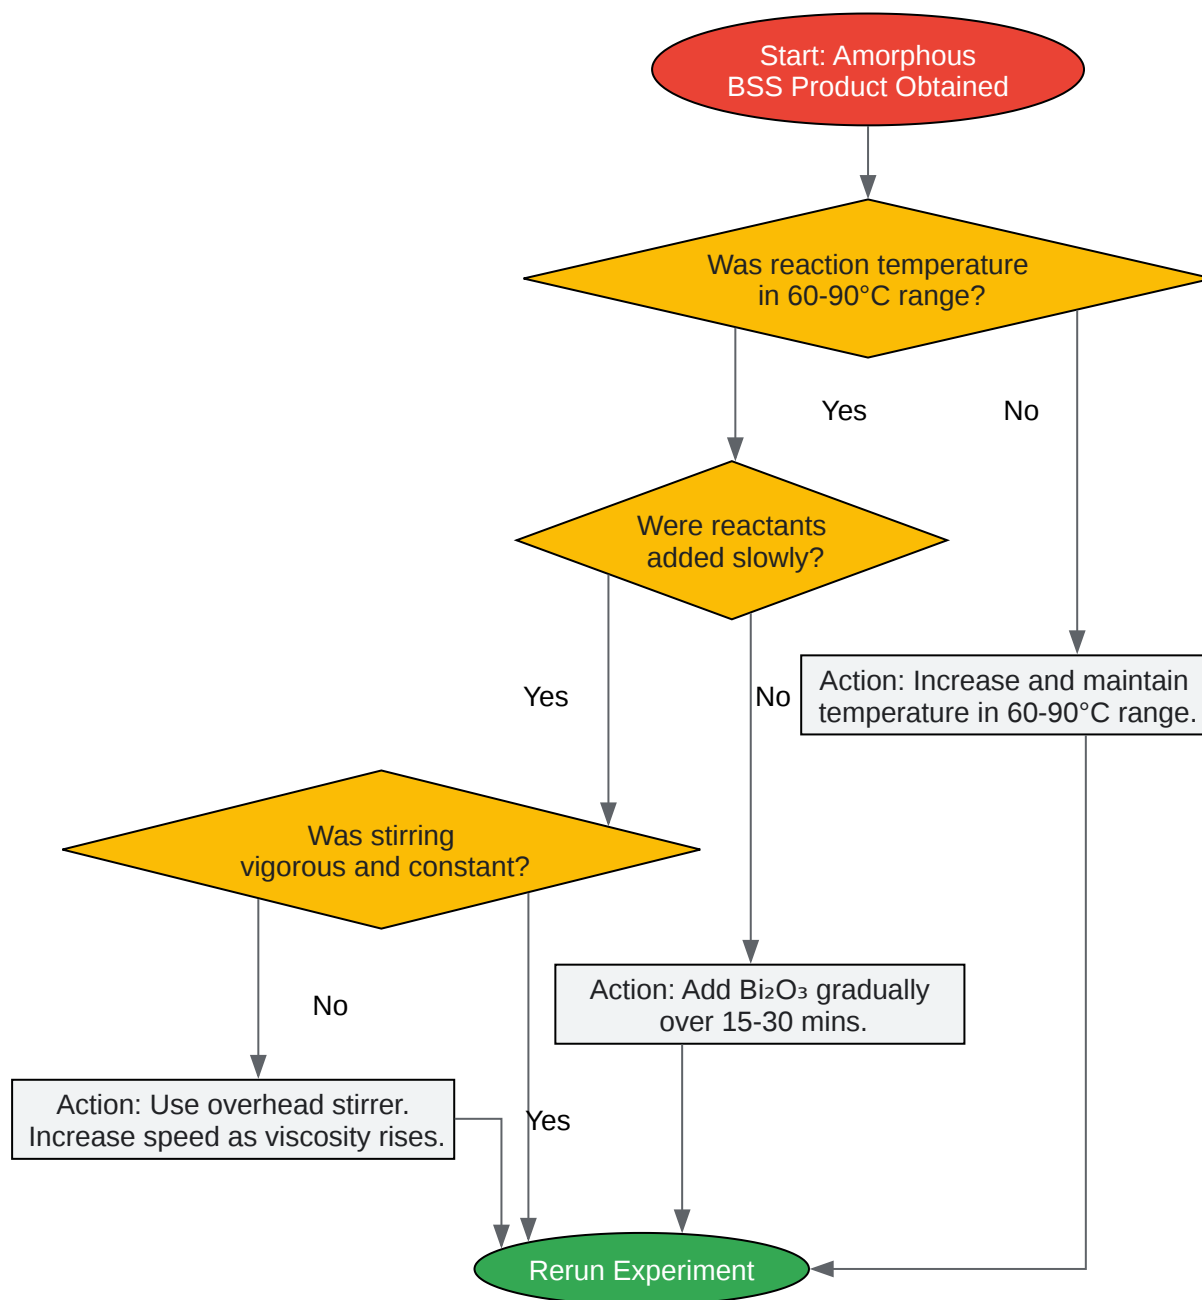 Start: Amorphous
BSS Product Obtained
Was reaction temperature
in 60-90°C range?
Yes
No
Were reactants
added slowly?
Yes
No
Action: Increase and maintain
temperature in 60-90°C range.
Was stirring
vigorous and constant?
No
Yes
Action: Add Bi₂O₃ gradually
over 15-30 mins.
Action: Use overhead stirrer.
Increase speed as viscosity rises.
Rerun Experiment